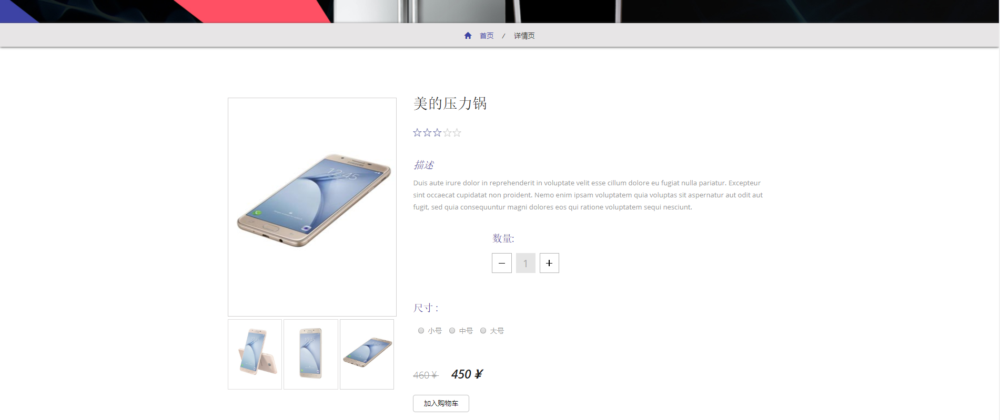 首页 / 详情页
美的压力锅
描述
Duis aute irure dolor in reprehenderit in voluptate velit esse cillum dolore eu fugiat nulla pariatur. Excepteur
sint occaecat cupidatat non proident. Nemo enim ipsam voluptatem quia voluptas sit aspernatur aut odit aut
fugit, sed quia consequuntur magni dolores eos qui ratione voluptatem sequi nesciunt.
数量:
1
尺寸 :
小号 中号 大号
460 ¥ 450 ¥
加入购物车
12:45